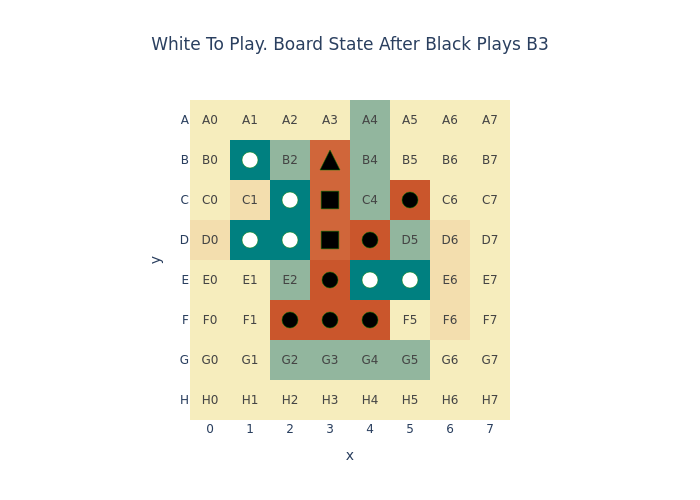 White To Play. Board State After Black Plays B3
A A0 A1 A2 A3 A4 A5 A6 A7
B B0 B2 B4 B5 B6 B7
C C0 C1 C4 C6 C7
D D0 D5 D6 D7
E E0 E1 E2 E6 E7
F F0 F1 F5 F6 F7
G G0 G1 G2 G3 G4 G5 G6 G7
H H0 H1 H2 H3 H4 H5 H6 H7
0 1 2 3 4 5 6 7
x
y